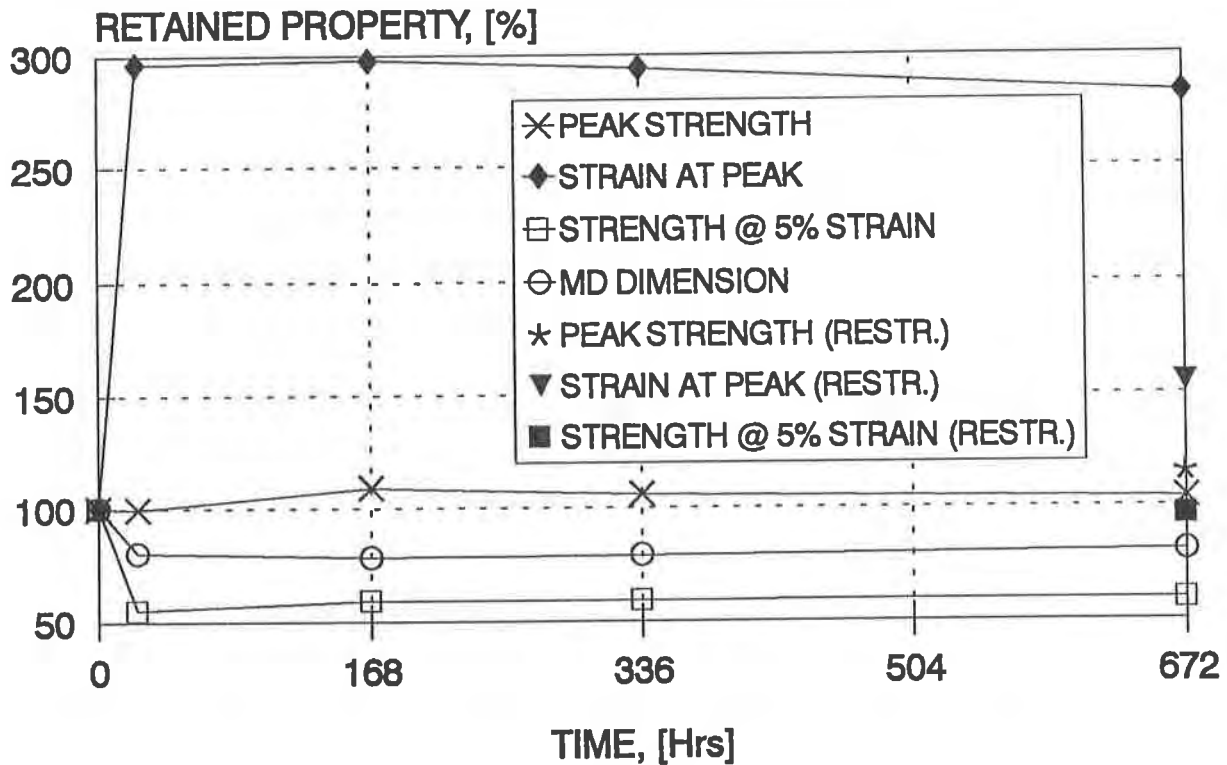 RETAINED PROPERTY, [%]
300
250
200
150
100
50
PEAK STRENGTH
STRAIN AT PEAK
STRENGTH @ 5% STRAIN
MD DIMENSION
PEAK STRENGTH (RESTR.)
STRAIN AT PEAK (RESTR.)
STRENGTH @ 5% STRAIN (RESTR.)
0 168 336 504 672
TIME, [Hrs]